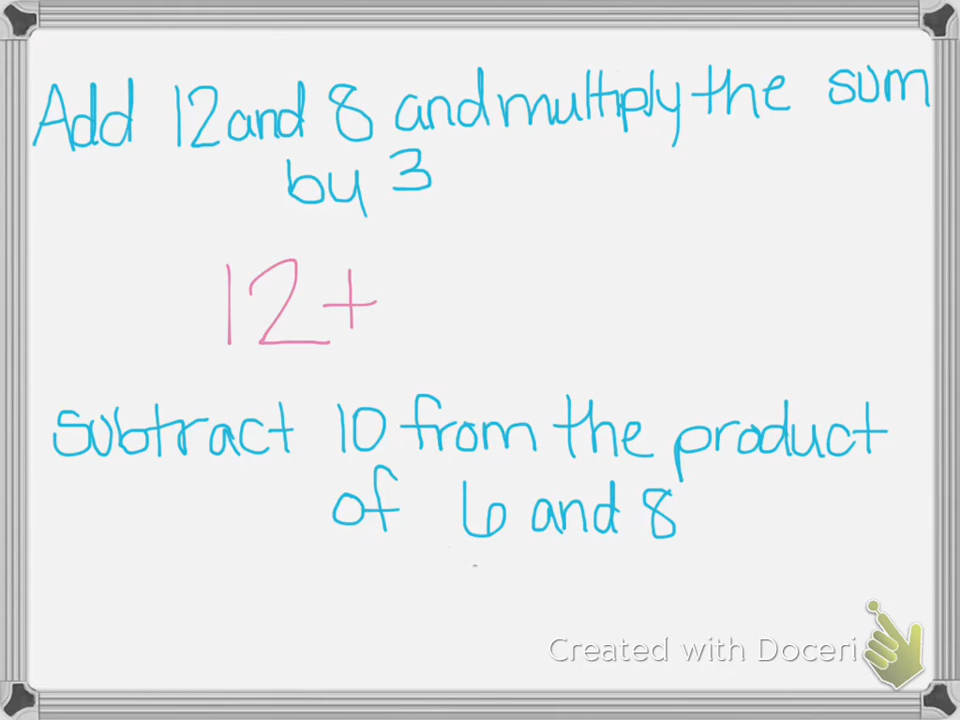 Add 12 and 8 and multiply the sum
by 3
12+
subtract 10 from the product
of 6 and 8
Created with Doceri